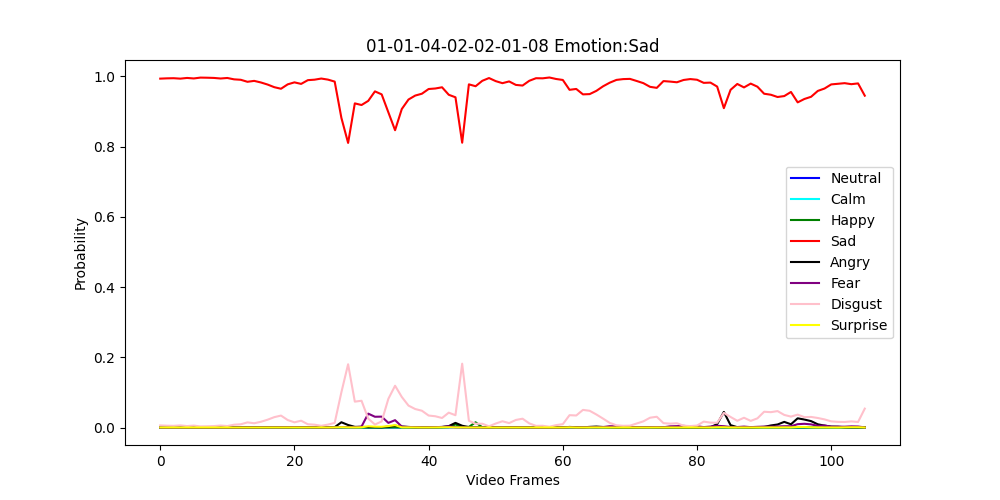 01-01-04-02-02-01-08 Emotion:Sad
Probability
1.0
0.8
0.6
0.4
0.2
0.0
Neutral
Calm
Happy
Sad
Angry
Fear
Disgust
Surprise
0 20 40 60 80 100
Video Frames